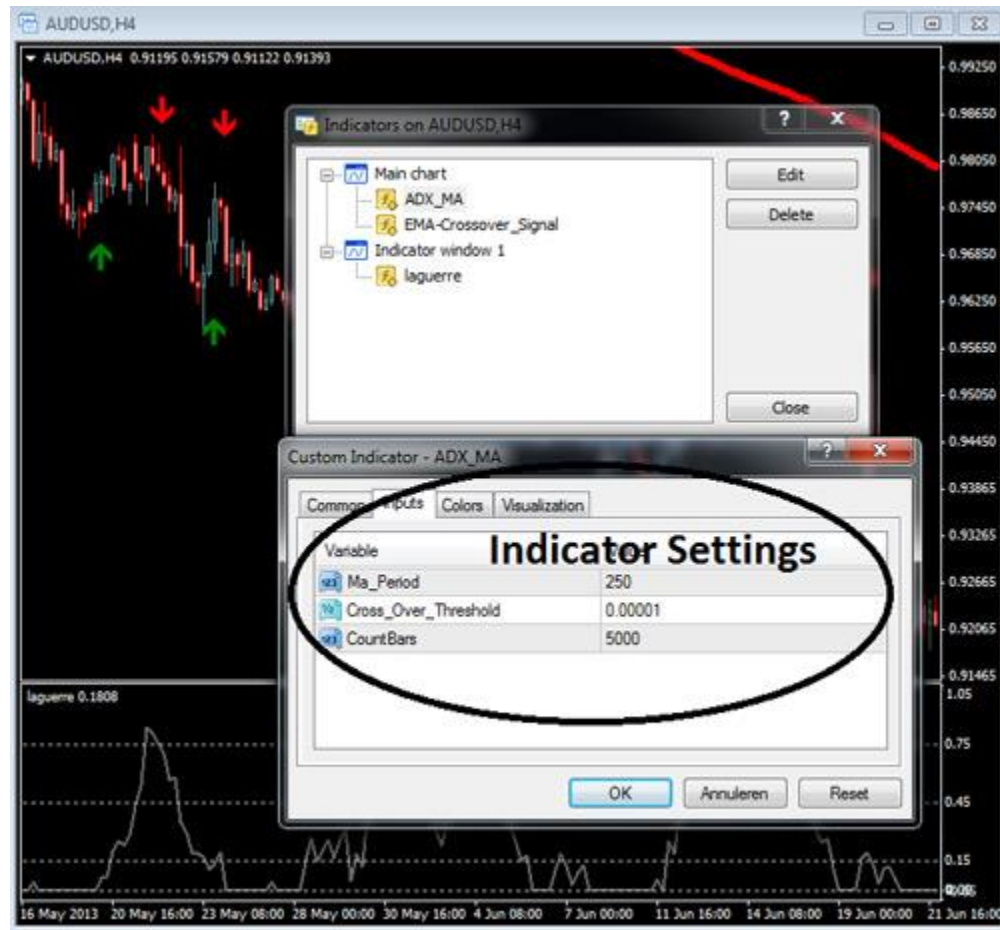 AUDUSD,H4
AUDUSD,H4 0.91195 0.91579 0.91122 0.91393
0.99250
0.98650
0.98050
0.97450
0.96850
0.96250
0.95650
0.95050
0.94450
0.93865
0.93265
0.92665
0.92065
0.91465
Indicators on AUDUSD,H4
Main chart
ADX_MA
EMA-Crossover_Signal
Indicator window 1
laguerre
Edit
Delete
Close
Custom Indicator - ADX_MA
Common Inputs Colors Visualization
Indicator Settings
Variable
Ma_Period 250
Cross_Over_Threshold 0.00001
CountBars 5000
OK Annuleren Reset
laguerre 0.1808
1.05
0.75
0.45
0.15
16 May 2013 20 May 16:00 23 May 08:00 28 May 00:00 30 May 16:00 4 Jun 08:00 7 Jun 00:00 11 Jun 16:00 14 Jun 08:00 19 Jun 00:00 21 Jun 16:00